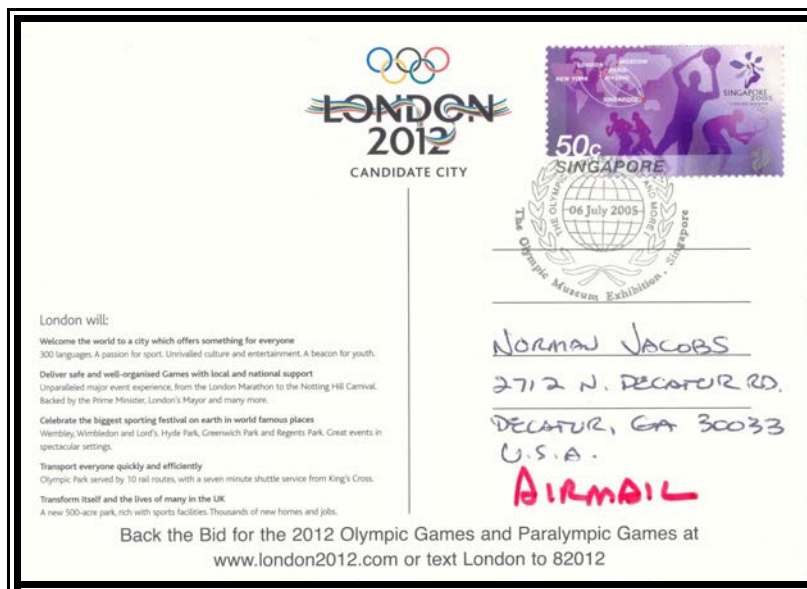 LONDON
2012
CANDIDATE CITY
LONDON
MOSCOW
PARIS
NEW YORK
MADRID
SINGAPORE
SINGAPORE
2005
50c
SINGAPORE
THE OLYMPIC
AND MORE!
06 July 2005
The Olympic Museum Exhibition, Singapore
London will:
Welcome the world to a city which offers something for everyone
300 languages. A passion for sport. Unrivalled culture and entertainment. A beacon for youth.
Deliver safe and well-organised Games with local and national support
Unparalleled major event experience, from the London Marathon to the Notting Hill Carnival.
Backed by the Prime Minister, London's Mayor and many more.
Celebrate the biggest sporting festival on earth in world famous places
Wembley, Wimbledon and Lord's, Hyde Park, Greenwich Park and Regents Park. Great events in
spectacular settings.
Transport everyone quickly and efficiently
Olympic Park served by 10 rail routes, with a seven minute shuttle service from King's Cross.
Transform itself and the lives of many in the UK
A new 500-acre park, rich with sports facilities. Thousands of new homes and jobs.
NORMAN JACOBS
2712 N. DECATUR RD.
DECATUR, GA 30033
U.S.A.
AIRMAIL
Back the Bid for the 2012 Olympic Games and Paralympic Games at
www.london2012.com or text London to 82012